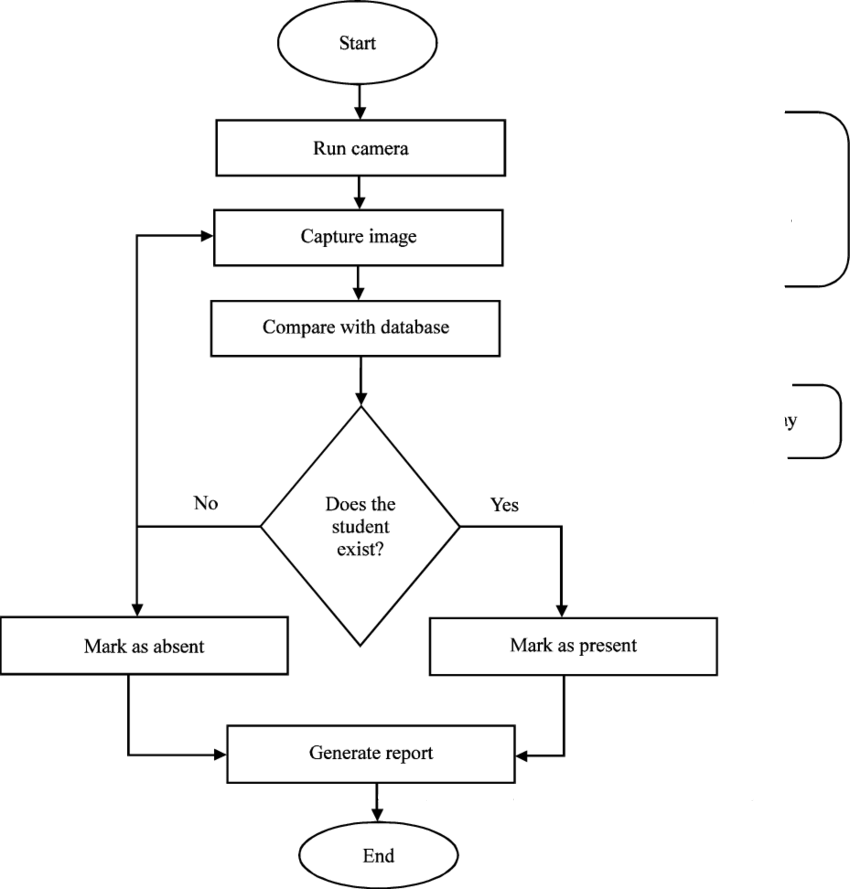 Start
Run camera
Capture image
Compare with database
No
Yes
Does the
student
exist?
Mark as absent
Mark as present
Generate report
End